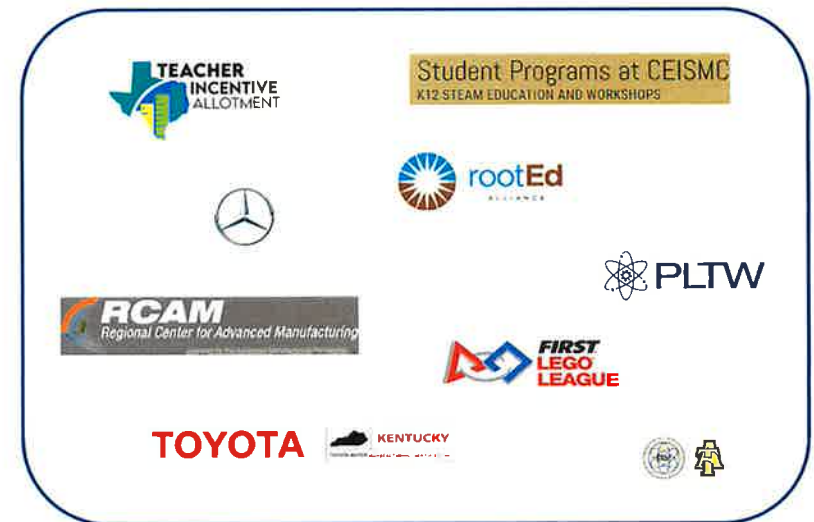 TEACHER
INCENTIVE
ALLOTMENT
Student Programs at CEISMC
K12 STEAM EDUCATION AND WORKSHOPS
rootEd
ALLIANCE
PLTW
RCAM
Regional Center for Advanced Manufacturing
FIRST
LEGO
LEAGUE
TOYOTA
KENTUCKY